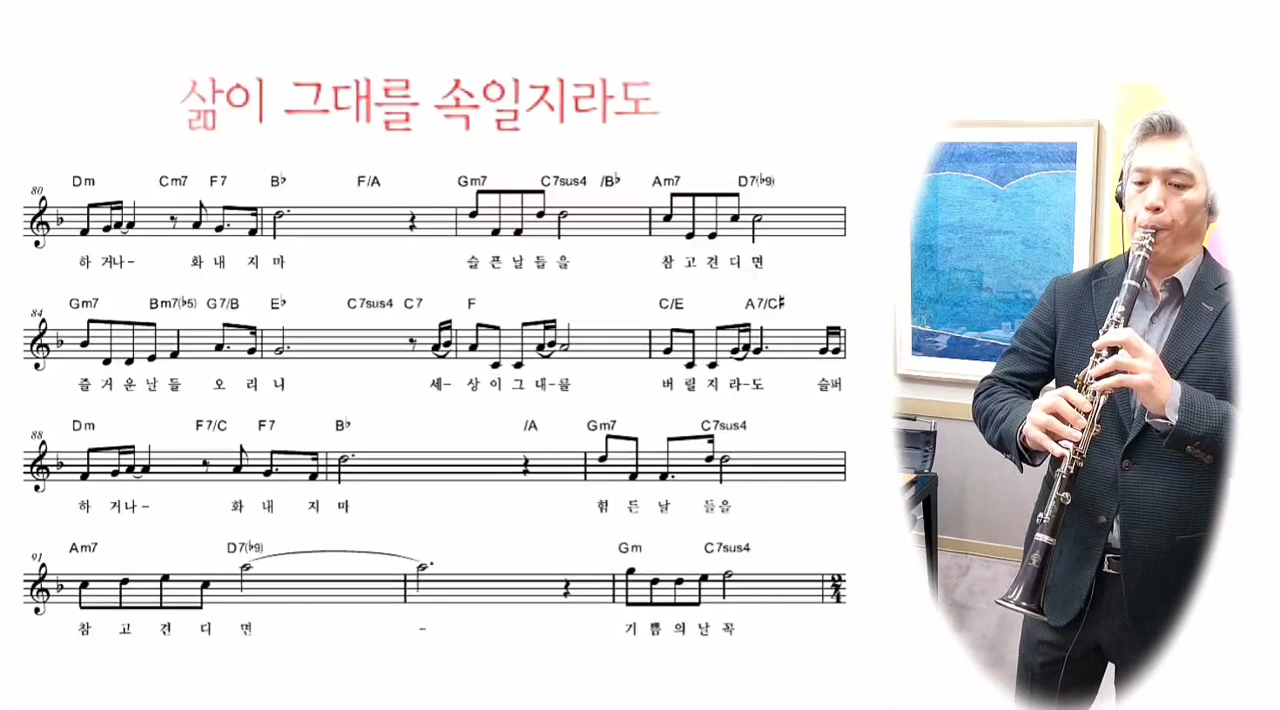 삶이 그대를 속일지라도
Dm Cm7 F7 B♭ F/A Gm7 C7sus4 /B♭ Am7 D7(♭9)
80
하 거나- 화 내 지 마 슬 픈 날 들 을 참 고 견 디 면
Gm7 Bm7(♭5) G7/B E♭ C7sus4 C7 F C/E A7/C♯
84
즐 거 운 날 들 오 리 니 세- 상 이 그 대-를 버 릴 지 라-도 슬퍼
Dm F7/C F7 B♭ /A Gm7 C7sus4
88
하 거나- 화 내 지 마 힘 든 날 들을
Am7 D7(♭9) Gm C7sus4
91
참 고 견 디 면 - 기 쁨 의 날 꼭
2/4